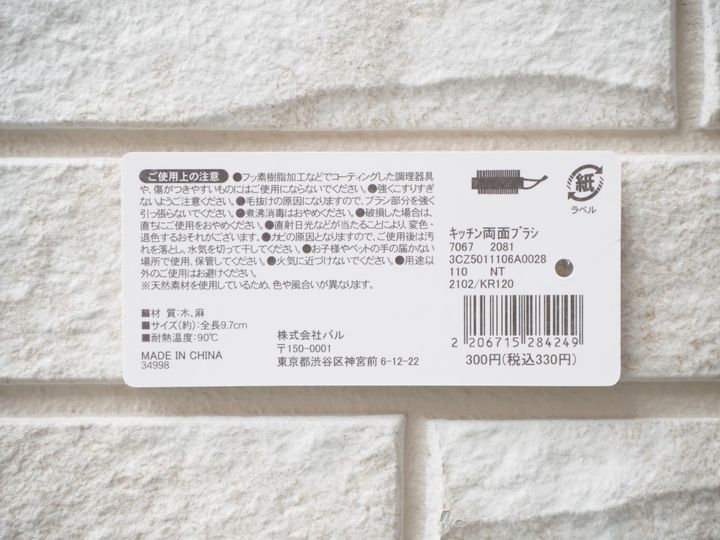 ご使用上の注意 ●フッ素樹脂加工などでコーティングした調理器具
や、傷がつきやすいものにはご使用にならないでください。●強くこすりすぎ
ないようご注意ください。●毛抜けの原因になりますので、ブラシ部分を強く
引っ張らないでください。●煮沸消毒はおやめください。●破損した場合は、
直ちにご使用をおやめください。●直射日光などが当たることにより、変色・
退色するおそれがございます。●カビの原因となりますので、ご使用後は汚
れを落とし、水気を切って干してください。●お子様やペットの手の届かない
場所で使用、保管してください。●火気に近づけないでください。●用途以
外のご使用はお避けください。
※天然素材を使用しているため、色や風合いが異なります。
■材 質:木、麻
■サイズ(約):全長9.7cm
■耐熱温度:90℃
MADE IN CHINA
34998
株式会社パル
〒150-0001
東京都渋谷区神宮前 6-12-22
紙
ラベル
キッチン両面ブラシ
7067 2081
3CZ5011106A0028
110 NT
2102/KR120
2 206715 284249
300円(税込330円)